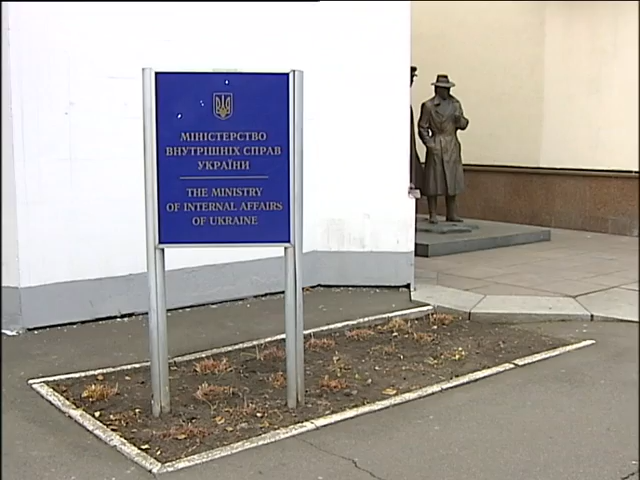 МІНІСТЕРСТВО
ВНУТРІШНІХ СПРАВ
УКРАЇНИ
THE MINISTRY
OF INTERNAL AFFAIRS
OF UKRAINE